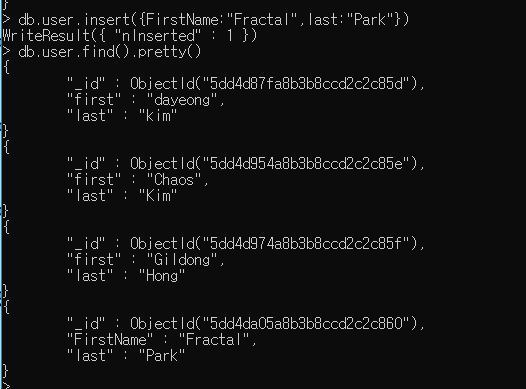 }
> db.user.insert({FirstName:"Fractal",last:"Park"})
WriteResult({ "nInserted" : 1 })
> db.user.find().pretty()
{
"_id" : ObjectId("5dd4d87fa8b3b8ccd2c2c85d"),
"first" : "dayeong",
"last" : "kim"
}
{
"_id" : ObjectId("5dd4d954a8b3b8ccd2c2c85e"),
"first" : "Chaos",
"last" : "Kim"
}
{
"_id" : ObjectId("5dd4d974a8b3b8ccd2c2c85f"),
"first" : "Gildong",
"last" : "Hong"
}
{
"_id" : ObjectId("5dd4da05a8b3b8ccd2c2c860"),
"FirstName" : "Fractal",
"last" : "Park"
}
>